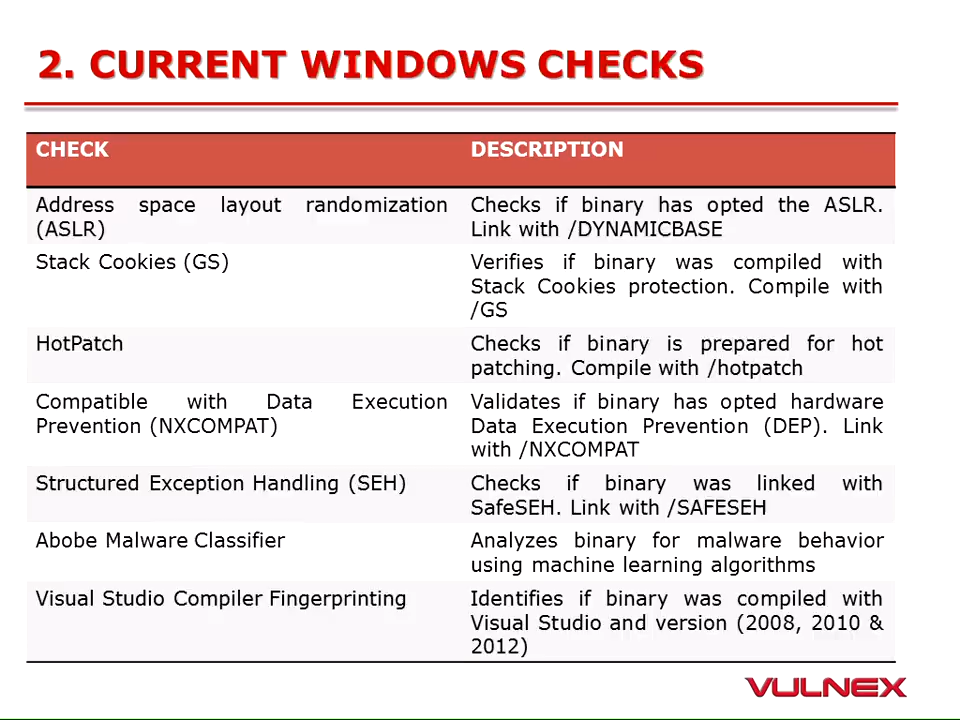 2. CURRENT WINDOWS CHECKS
CHECK
DESCRIPTION
Address space layout randomization
(ASLR)
Checks if binary has opted the ASLR.
Link with /DYNAMICBASE
Stack Cookies (GS)
Verifies if binary was compiled with
Stack Cookies protection. Compile with
/GS
HotPatch
Checks if binary is prepared for hot
patching. Compile with /hotpatch
Compatible with Data Execution
Prevention (NXCOMPAT)
Validates if binary has opted hardware
Data Execution Prevention (DEP). Link
with /NXCOMPAT
Structured Exception Handling (SEH)
Checks if binary was linked with
SafeSEH. Link with /SAFESEH
Abobe Malware Classifier
Analyzes binary for malware behavior
using machine learning algorithms
Visual Studio Compiler Fingerprinting
Identifies if binary was compiled with
Visual Studio and version (2008, 2010 &
2012)
VULNEX